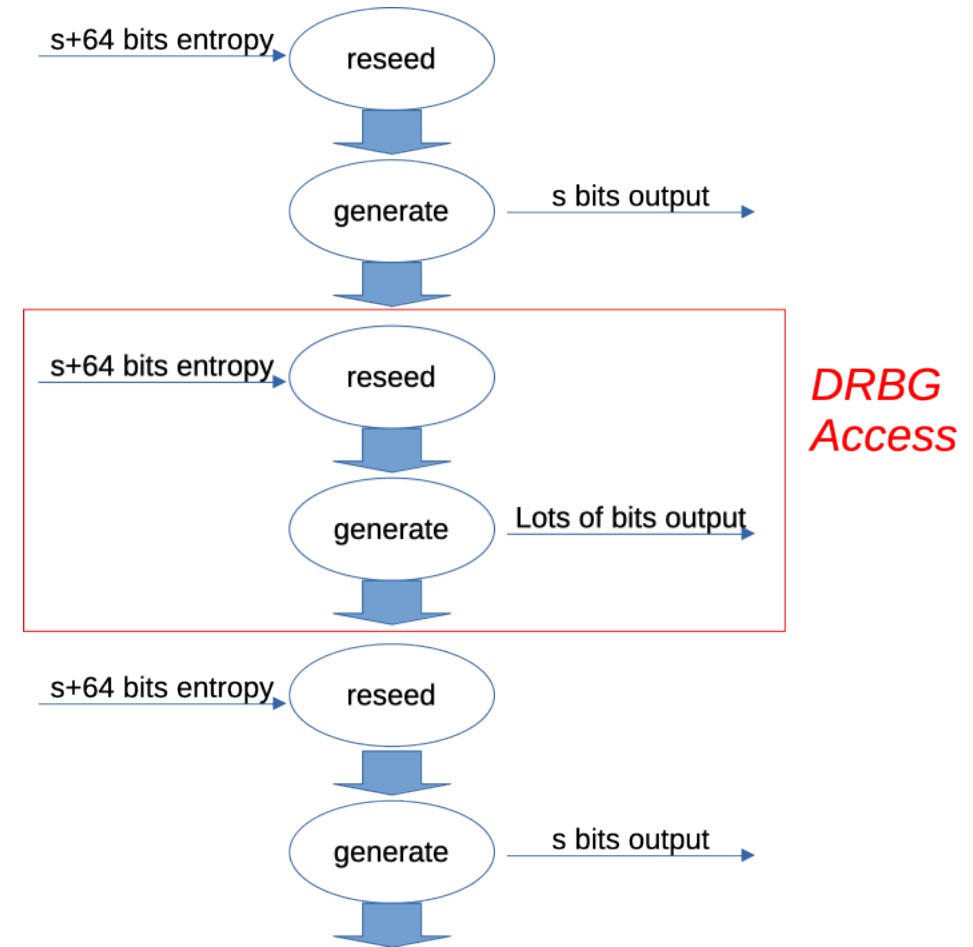 s+64 bits entropy
reseed
generate
s bits output
s+64 bits entropy
reseed
DRBG
Access
generate
Lots of bits output
s+64 bits entropy
reseed
generate
s bits output